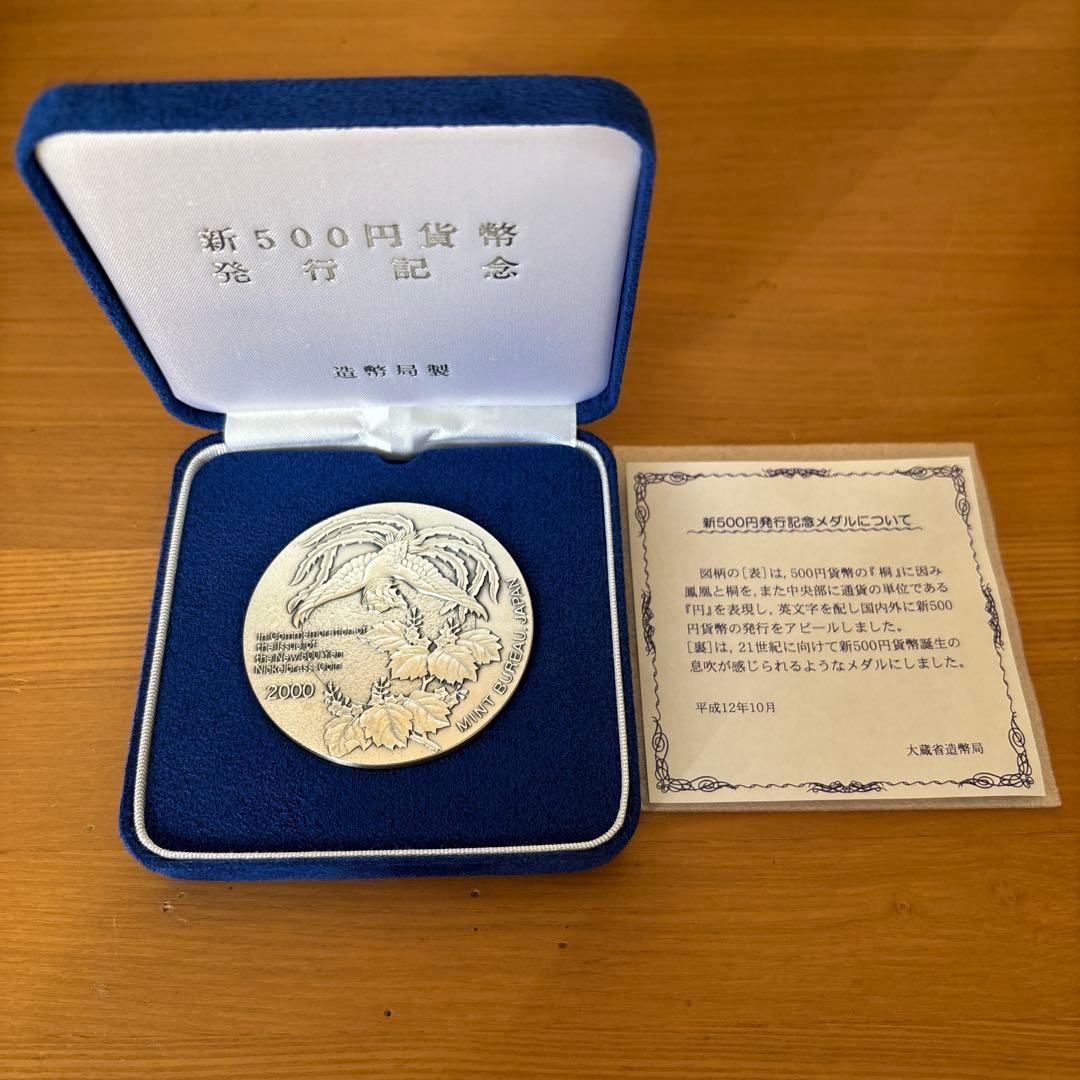 新500円貨幣
発行記念
造幣局製
In Commemoration of
the Issue of
the New 500 Yen
Nickelbrass Coin
2000
MINT BUREAU, JAPAN
新500円発行記念メダルについて
図柄の[表]は,500円貨幣の『桐』に因み
鳳凰と桐を,また中央部に通貨の単位である
『円』を表現し,英文字を配し国内外に新500
円貨幣の発行をアピールしました。
[裏]は,21世紀に向けて新500円貨幣誕生の
息吹が感じられるようなメダルにしました。
平成12年10月
大蔵省造幣局